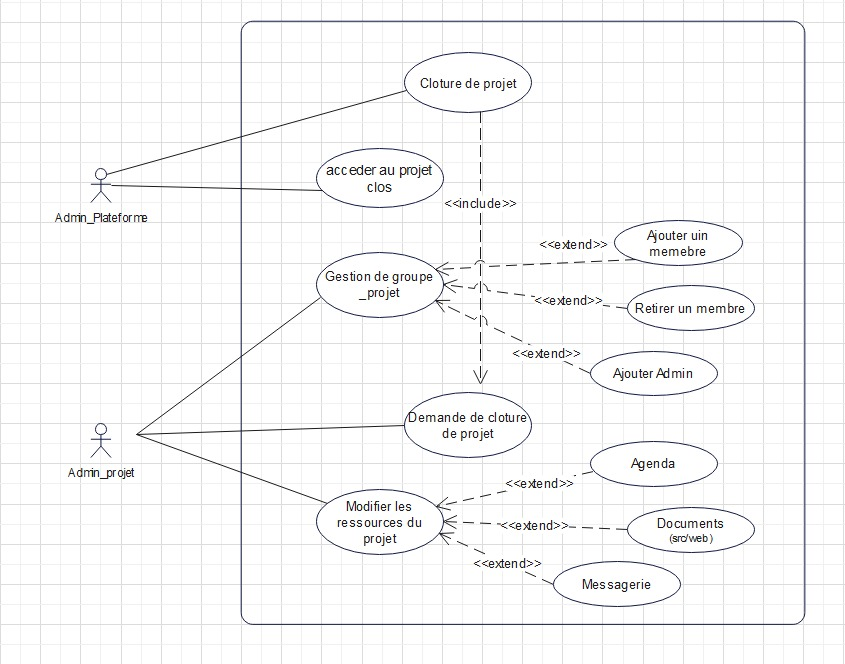 Cloture de projet
acceder au projet
clos
Admin_Plateforme
<<include>>
Ajouter uin
memebre
<<extend>>
Gestion de groupe
_projet
<<extend>>
Retirer un membre
<<extend>>
Ajouter Admin
Demande de cloture
de projet
Admin_projet
Agenda
<<extend>>
Modifier les
ressources du
projet
<<extend>>
Documents
(src/web )
<<extend>>
Messagerie